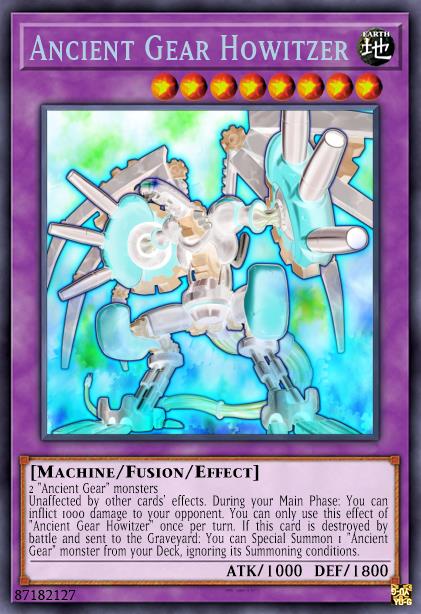 ANCIENT GEAR HOWITZER
EARTH
地
[MACHINE/FUSION/EFFECT]
2 "Ancient Gear" monsters
Unaffected by other cards' effects. During your Main Phase: You can
inflict 1000 damage to your opponent. You can only use this effect of
"Ancient Gear Howitzer" once per turn. If this card is destroyed by
battle and sent to the Graveyard: You can Special Summon 1 "Ancient
Gear" monster from your Deck, ignoring its Summoning conditions.
ATK/1000 DEF/1800
87182127